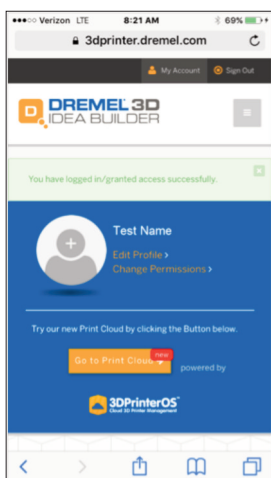 Verizon LTE 8:21 AM 69%
3dprinter.dremel.com
My Account Sign Out
DREMEL 3D
IDEA BUILDER
You have logged in/granted access successfully.
Test Name
Edit Profile >
Change Permissions >
Try our new Print Cloud by clicking the Button below.
new
Go to Print Cloud
powered by
3DPrinterOS™
Cloud 3D Printer Management